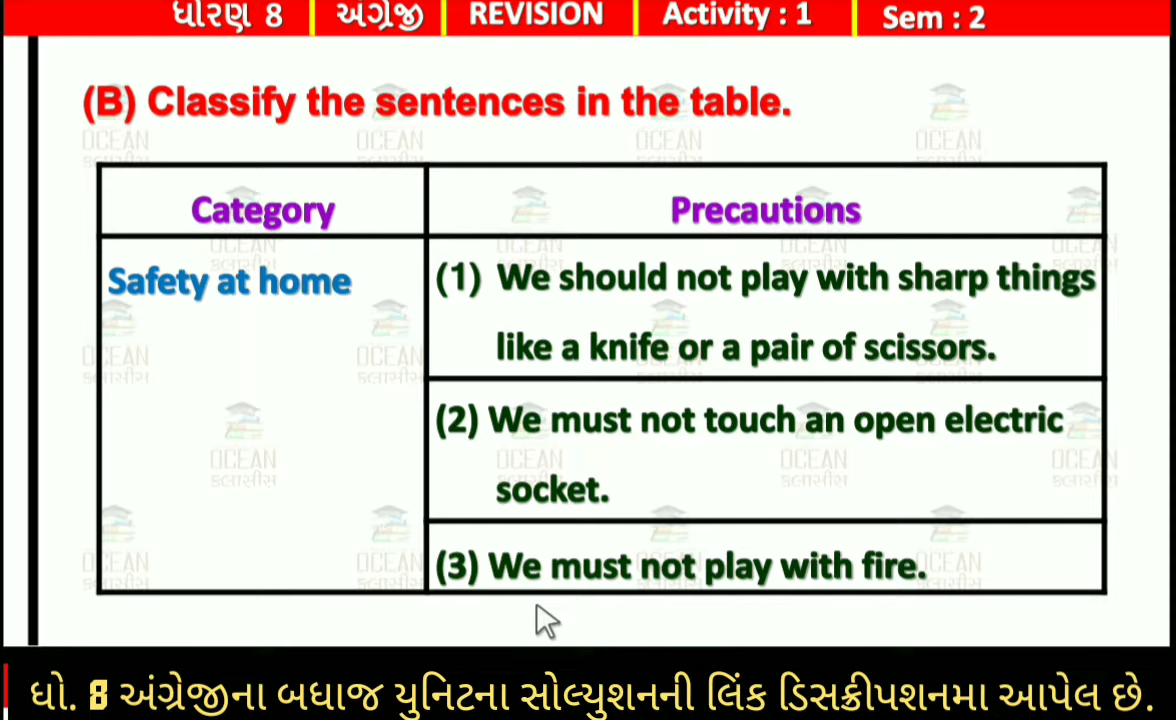 ધોરણ 8 અંગ્રેજી REVISION Activity : 1 Sem : 2
(B) Classify the sentences in the table.
Category Precautions
Safety at home (1) We should not play with sharp things
like a knife or a pair of scissors.
(2) We must not touch an open electric
socket.
(3) We must not play with fire.
ધો. 8 અંગ્રેજીના બધાજ યુનિટના સોલ્યુશનની લિંક ડિસક્રીપશનમા આપેલ છે.